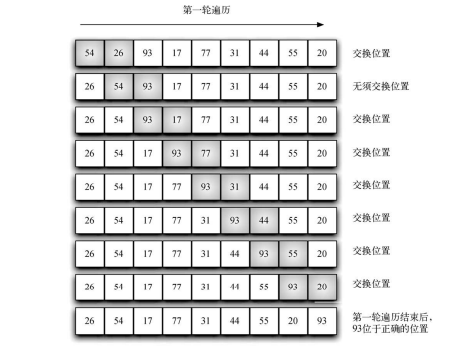 第一轮遍历
54 26 93 17 77 31 44 55 20 交换位置
26 54 93 17 77 31 44 55 20 无须交换位置
26 54 93 17 77 31 44 55 20 交换位置
26 54 17 93 77 31 44 55 20 交换位置
26 54 17 77 93 31 44 55 20 交换位置
26 54 17 77 31 93 44 55 20 交换位置
26 54 17 77 31 44 93 55 20 交换位置
26 54 17 77 31 44 55 93 20 交换位置
26 54 17 77 31 44 55 20 93 第一轮遍历结束后，
93位于正确的位置